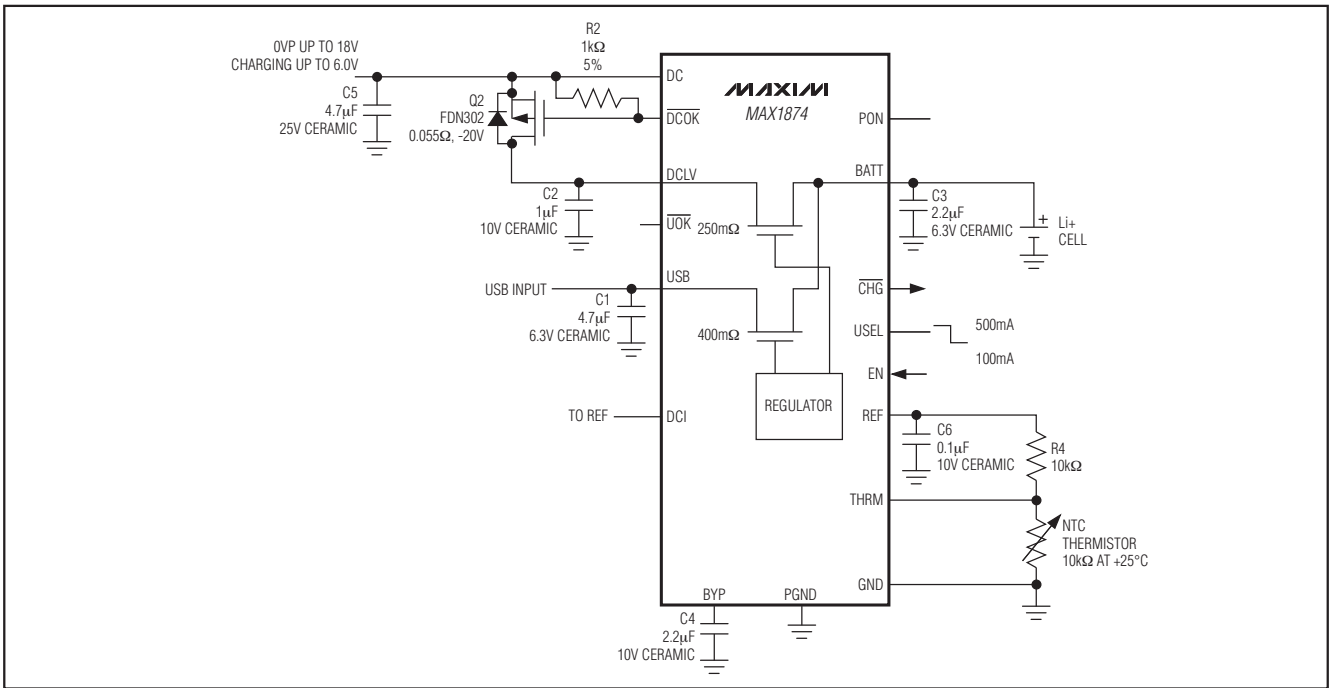 0VP UP TO 18V
CHARGING UP TO 6.0V
C5
4.7μF
25V CERAMIC
Q2
FDN302
0.055Ω, -20V
R2
1kΩ
5%
C2
1μF
10V CERAMIC
USB INPUT
C1
4.7μF
6.3V CERAMIC
TO REF
DC
DCOK
DCLV
UOK
USB
DCI
MAXIM
MAX1874
250mΩ
400mΩ
REGULATOR
PON
BATT
CHG
USEL
EN
REF
THRM
GND
BYP
PGND
C3
2.2μF
6.3V CERAMIC
+
Li+
CELL
500mA
100mA
C6
0.1μF
10V CERAMIC
R4
10kΩ
NTC
THERMISTOR
10kΩ AT +25°C
C4
2.2μF
10V CERAMIC